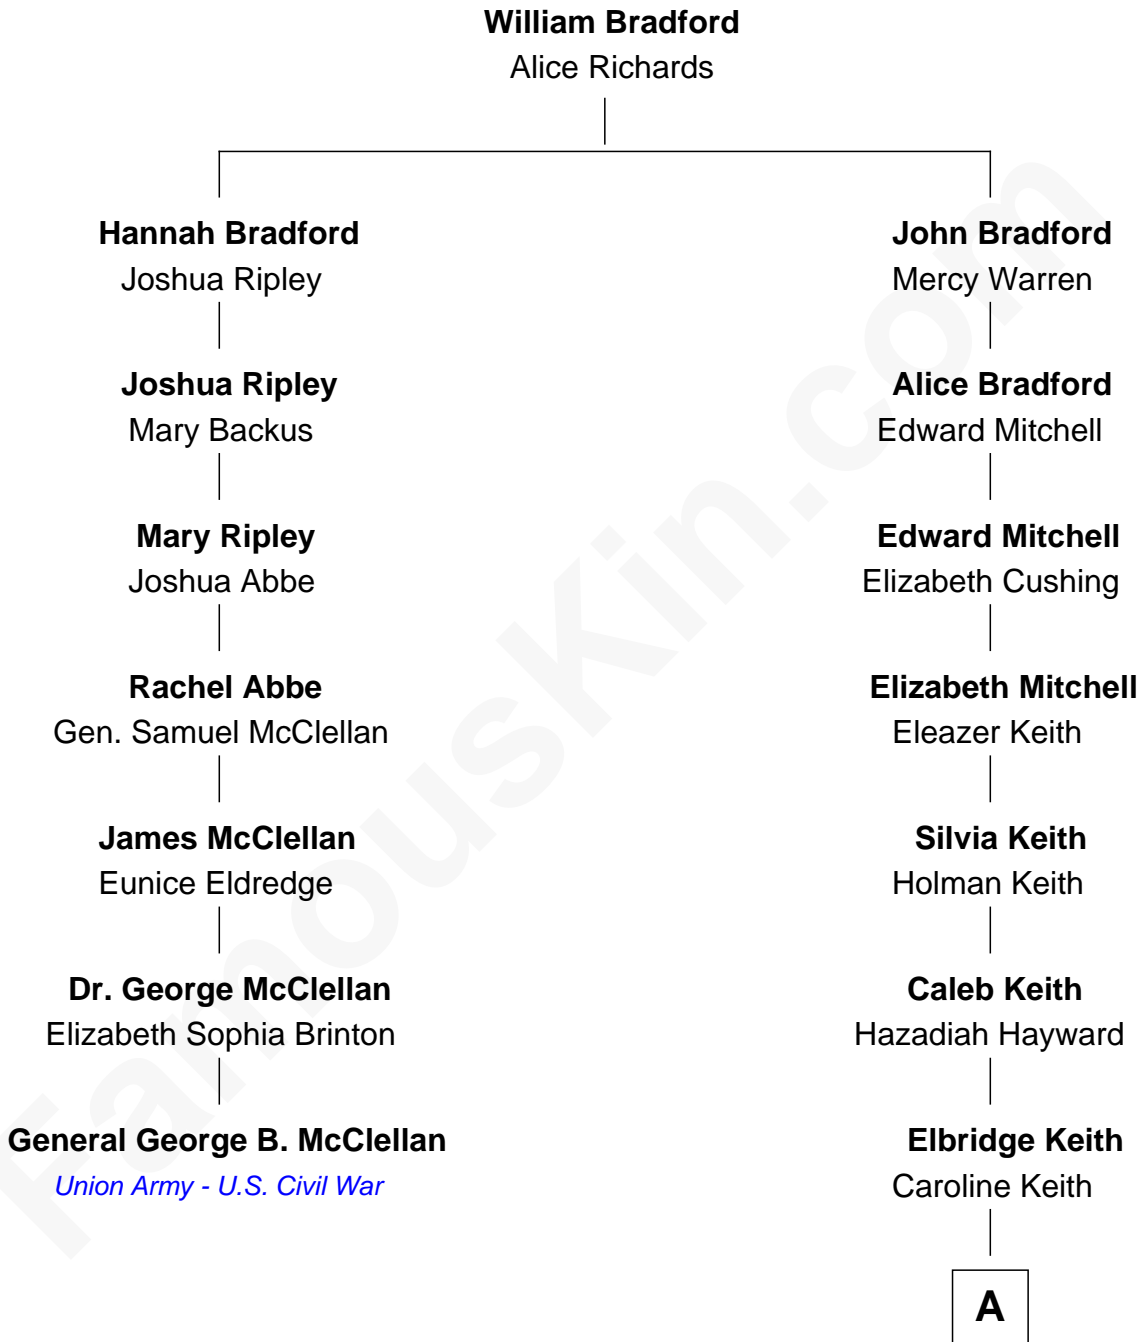 William Bradford
Alice Richards
Hannah Bradford
Joshua Ripley
John Bradford
Mercy Warren
Joshua Ripley
Mary Backus
Alice Bradford
Edward Mitchell
Mary Ripley
Joshua Abbe
Edward Mitchell
Elizabeth Cushing
Rachel Abbe
Gen. Samuel McClellan
Elizabeth Mitchell
Eleazer Keith
James McClellan
Eunice Eldredge
Silvia Keith
Holman Keith
Dr. George McClellan
Elizabeth Sophia Brinton
Caleb Keith
Hazadiah Hayward
General George B. McClellan
Union Army - U.S. Civil War
Elbridge Keith
Caroline Keith
A
FamousKin.com